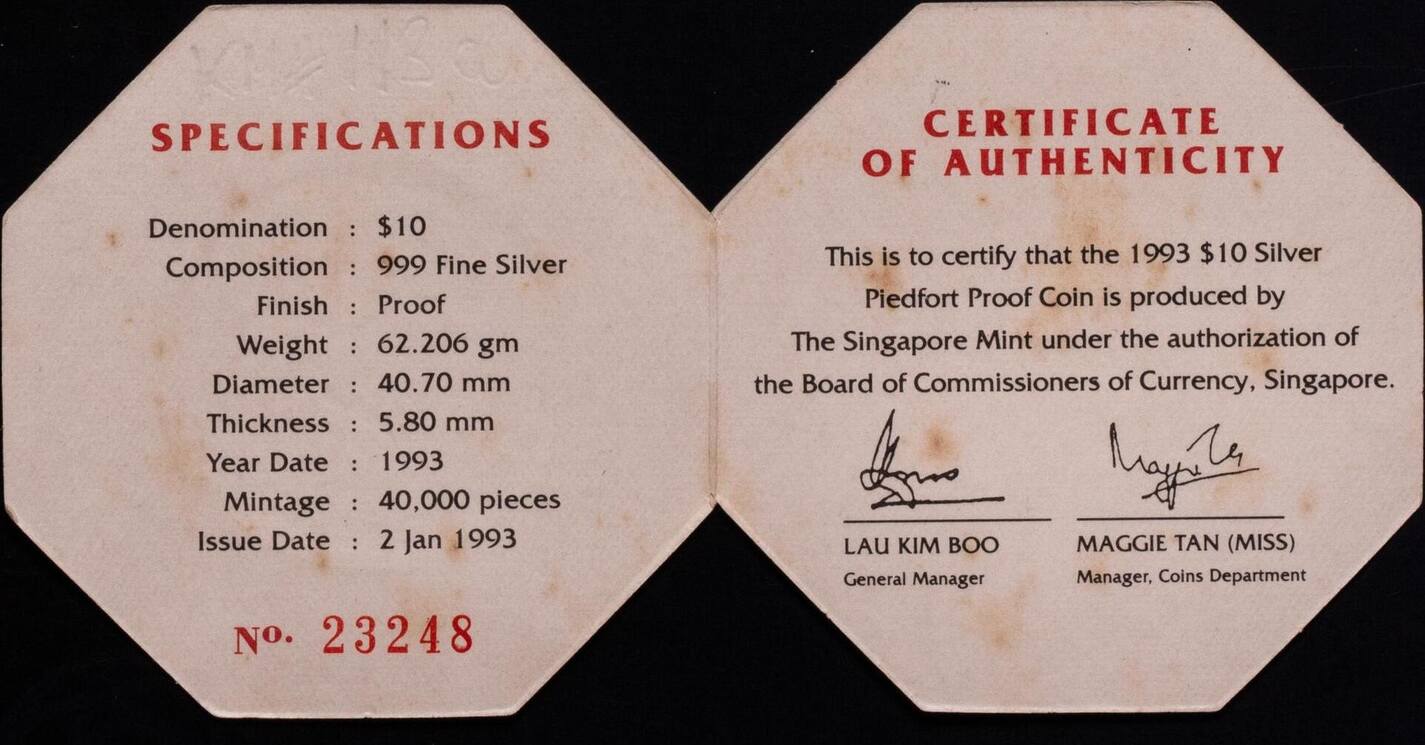 SPECIFICATIONS
Denomination : $10
Composition : 999 Fine Silver
Finish : Proof
Weight : 62.206 gm
Diameter : 40.70 mm
Thickness : 5.80 mm
Year Date : 1993
Mintage : 40,000 pieces
Issue Date : 2 Jan 1993
No. 23248
CERTIFICATE
OF AUTHENTICITY
This is to certify that the 1993 $10 Silver
Piedfort Proof Coin is produced by
The Singapore Mint under the authorization of
the Board of Commissioners of Currency, Singapore.
Maggie Tan
LAU KIM BOO
MAGGIE TAN (MISS)
General Manager
Manager, Coins Department